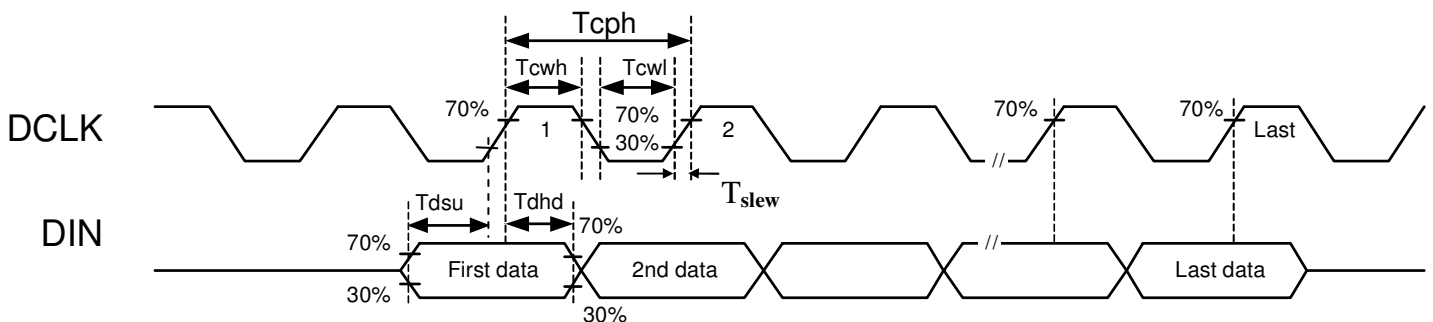 Tcph
Tcwh
Tcwl
DCLK
70%
1
70%
30%
2
70%
70%
Last
//
Tslew
Tdsu
Tdhd
DIN
70%
70%
//
First data
2nd data
Last data
30%
30%